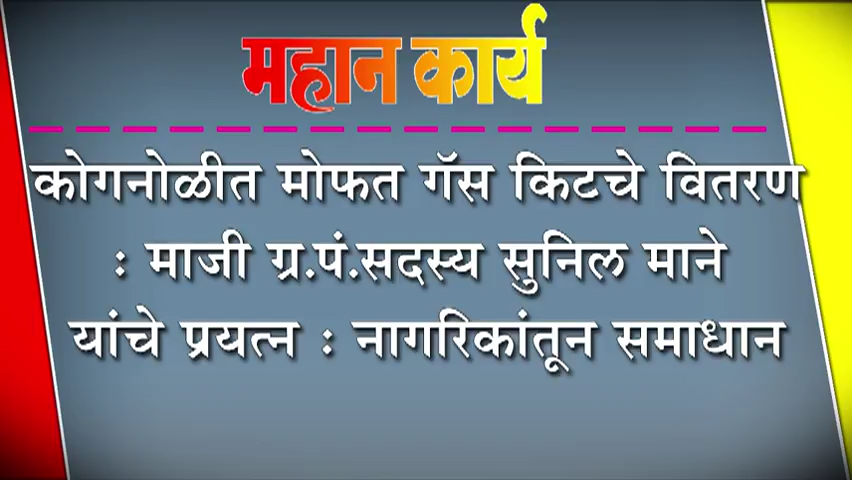 महान कार्य
कोगनोळीत मोफत गॅस किटचे वितरण
: माजी ग्र.पं.सदस्य सुनिल माने
यांचे प्रयत्न : नागरिकांतून समाधान